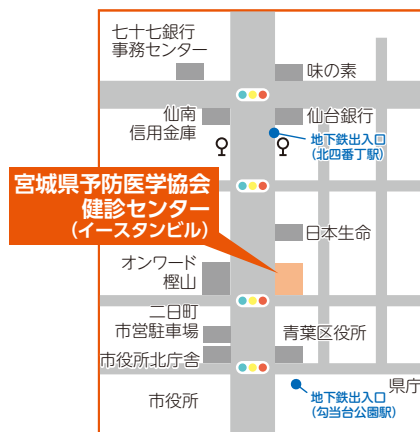 七十七銀行
事務センター
味の素
仙南
信用金庫
仙台銀行
地下鉄出入口
(北四番丁駅)
宮城県予防医学協会
健診センター
(イースタンビル)
日本生命
オンワード
樫山
二日町
市営駐車場
青葉区役所
市役所北庁舎
県庁
地下鉄出入口
(勾当台公園駅)
市役所